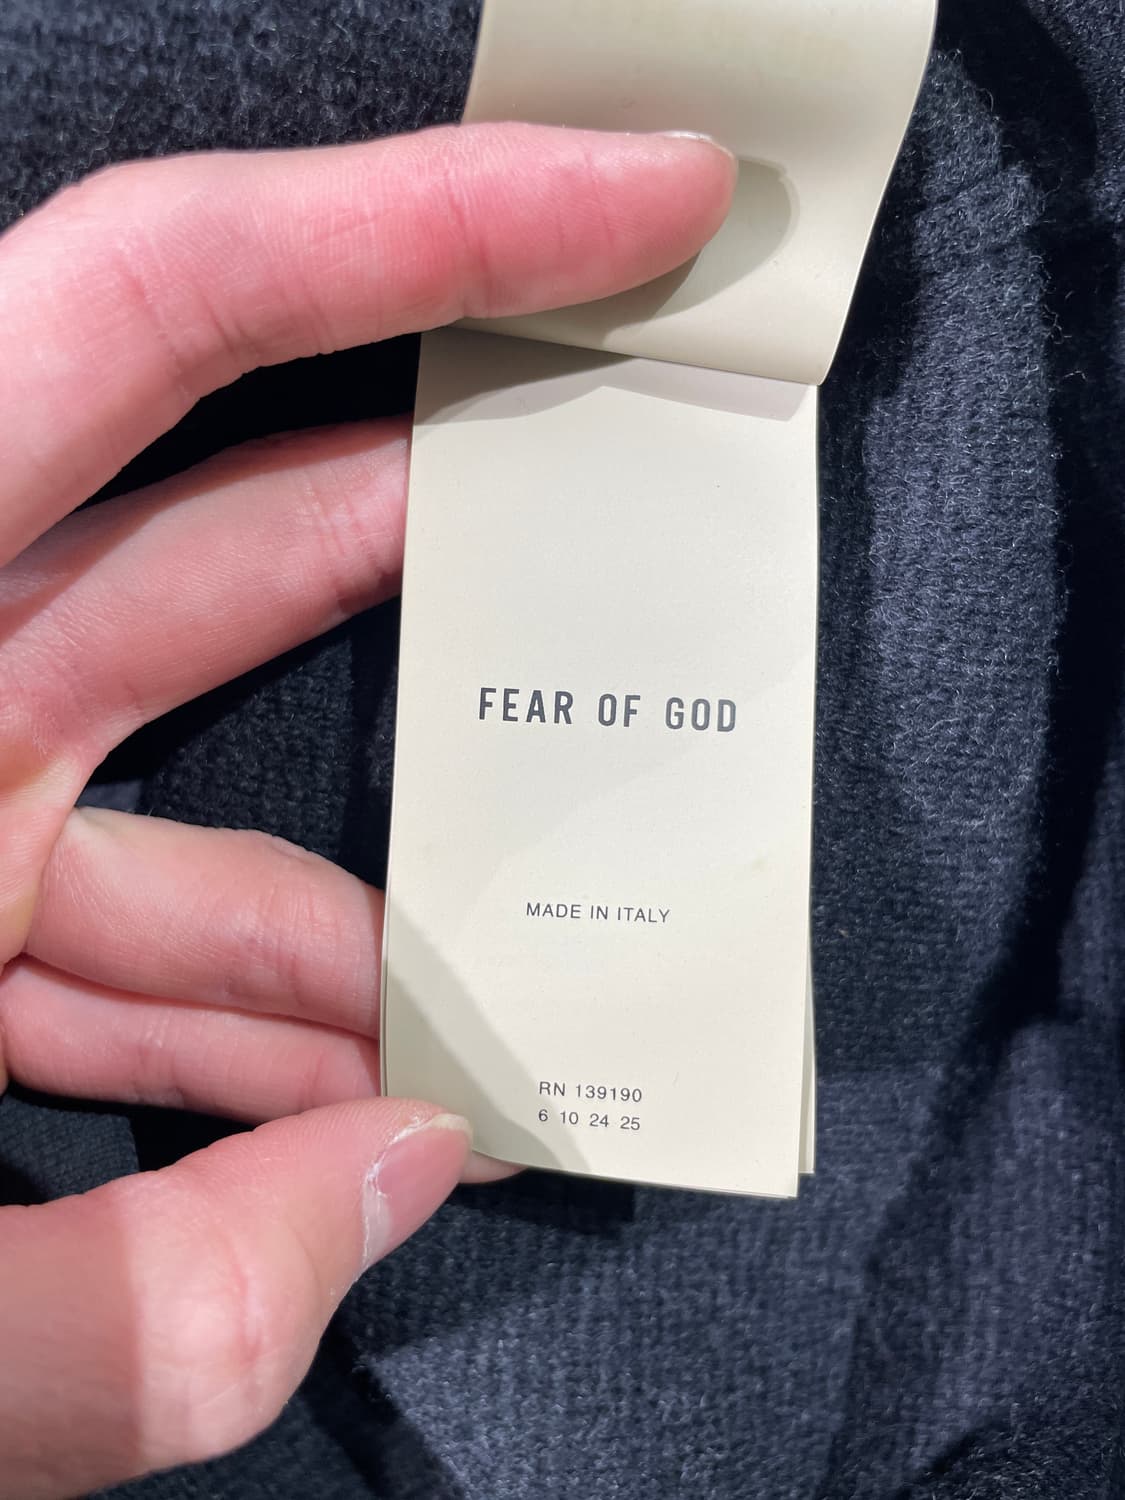 FEAR OF GOD
MADE IN ITALY
RN 139190
6 10 24 25